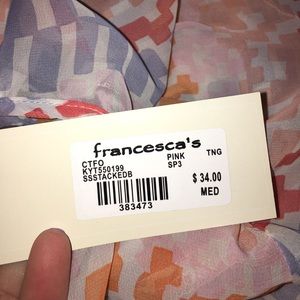 francesca's
CTFO PINK TNG
KYT550199 SP3
SSSTACKEDB $ 34.00
MED
383473